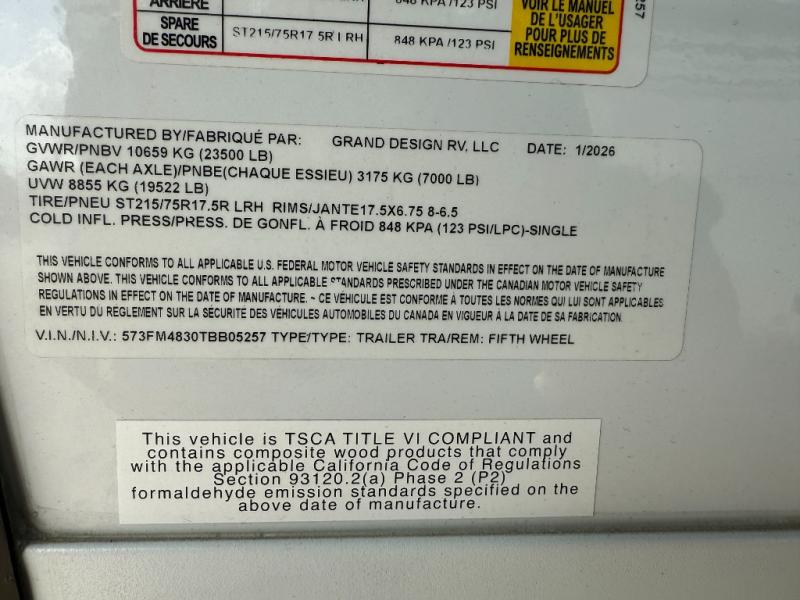 ARRIÈRE 848 KPA /123 PSI
SPARE
DE SECOURS ST215/75R17.5R LRH 848 KPA /123 PSI
VOIR LE MANUEL
DE L'USAGER
POUR PLUS DE
RENSEIGNEMENTS
257
MANUFACTURED BY/FABRIQUÉ PAR: GRAND DESIGN RV, LLC DATE: 1/2026
GVWR/PNBV 10659 KG (23500 LB)
GAWR (EACH AXLE)/PNBE(CHAQUE ESSIEU) 3175 KG (7000 LB)
UVW 8855 KG (19522 LB)
TIRE/PNEU ST215/75R17.5R LRH RIMS/JANTE17.5X6.75 8-6.5
COLD INFL. PRESS/PRESS. DE GONFL. À FROID 848 KPA (123 PSI/LPC)-SINGLE
THIS VEHICLE CONFORMS TO ALL APPLICABLE U.S. FEDERAL MOTOR VEHICLE SAFETY STANDARDS IN EFFECT ON THE DATE OF MANUFACTURE
SHOWN ABOVE. THIS VEHICLE CONFORMS TO ALL APPLICABLE STANDARDS PRESCRIBED UNDER THE CANADIAN MOTOR VEHICLE SAFETY
REGULATIONS IN EFFECT ON THE DATE OF MANUFACTURE. ~ CE VÉHICULE EST CONFORME À TOUTES LES NORMES QUI LUI SONT APPLICABLES
EN VERTU DU RÈGLEMENT SUR LA SÉCURITÉ DES VÉHICULES AUTOMOBILES DU CANADA EN VIGUEUR À LA DATE DE SA FABRICATION.
V.I.N./N.I.V.: 573FM4830TBB05257 TYPE/TYPE: TRAILER TRA/REM: FIFTH WHEEL
This vehicle is TSCA TITLE VI COMPLIANT and
contains composite wood products that comply
with the applicable California Code of Regulations
Section 93120.2(a) Phase 2 (P2)
formaldehyde emission standards specified on the
above date of manufacture.